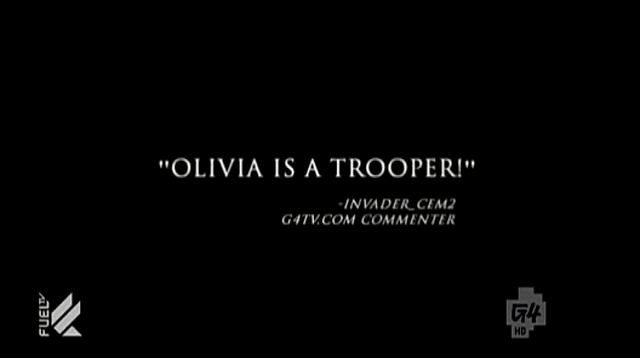 "OLIVIA IS A TROOPER!"
-INVADER_CEM2
G4TV.COM COMMENTER
FUEL TV
G4
HD